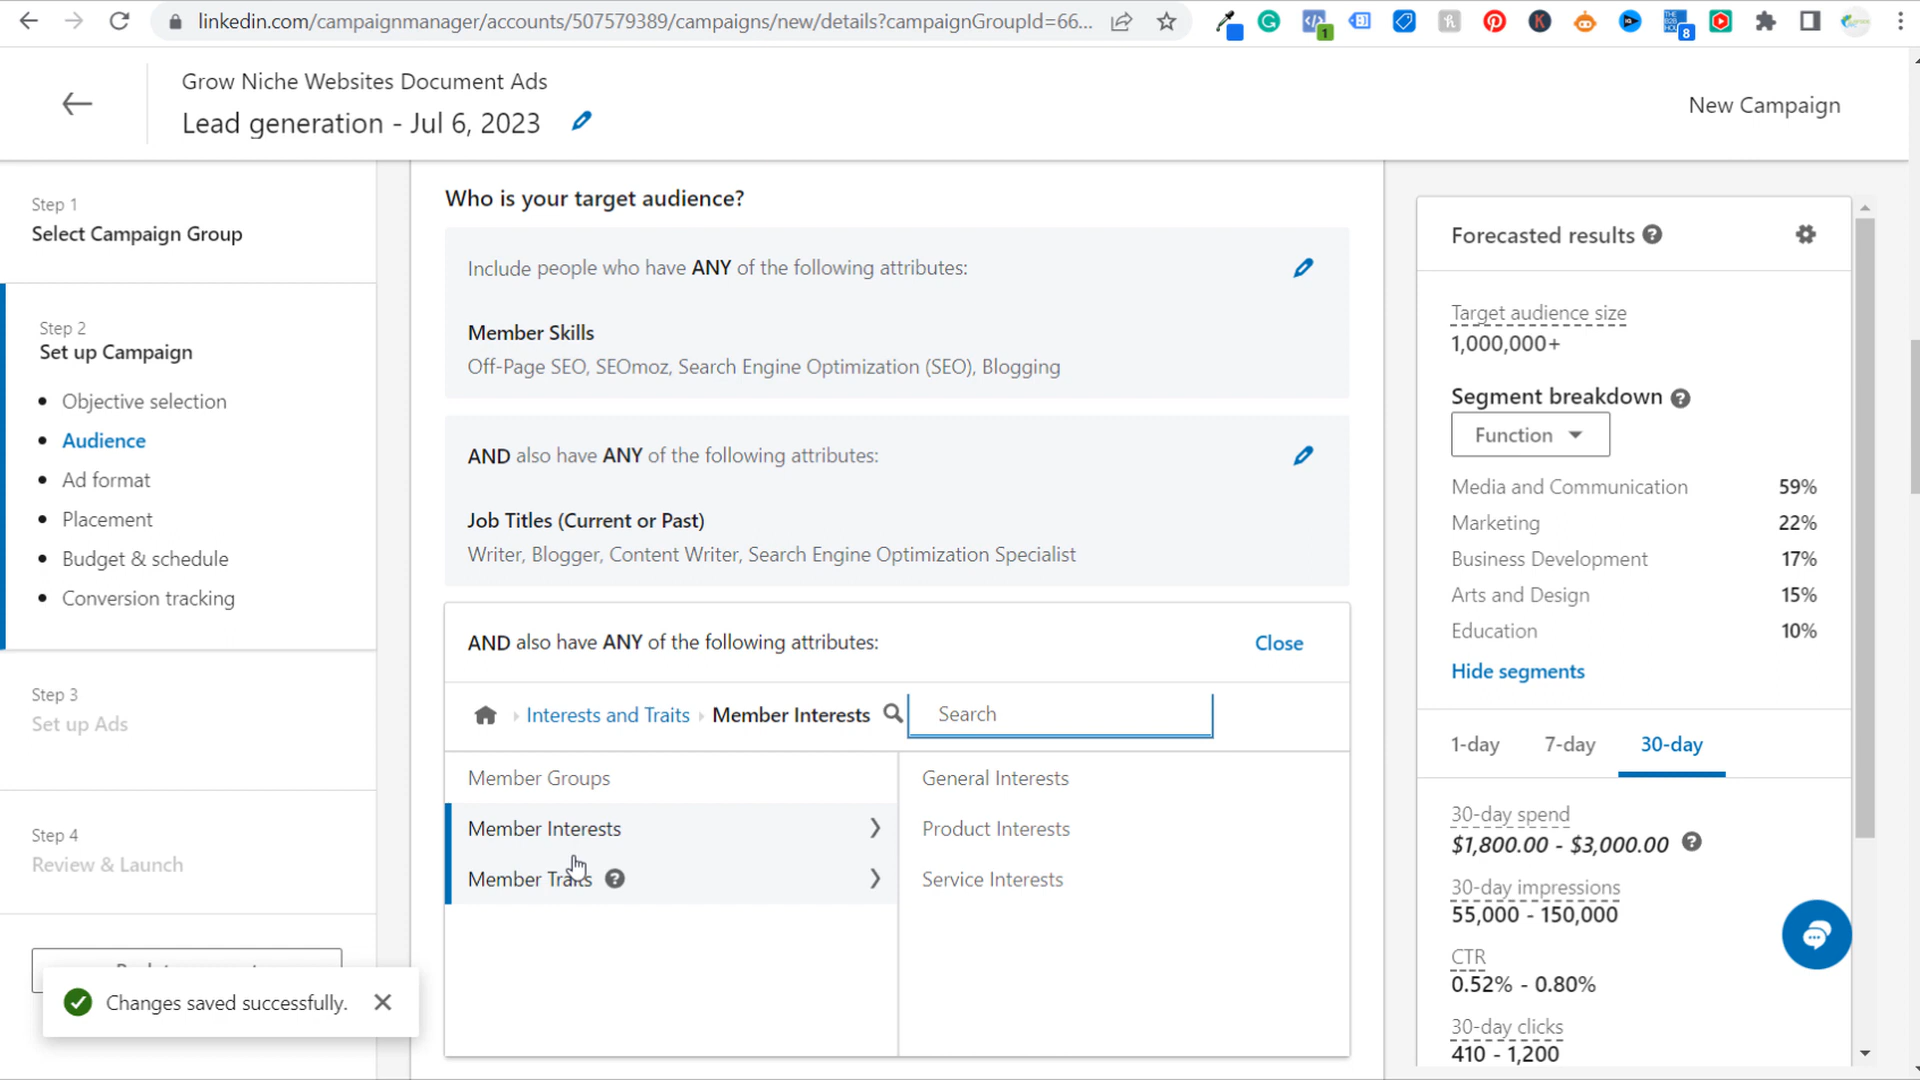 linkedin.com/campaignmanager/accounts/507579389/campaigns/new/details?campaignGroupId=66...
1
8
Grow Niche Websites Document Ads
Lead generation - Jul 6, 2023
New Campaign
Step 1
Select Campaign Group
Step 2
Set up Campaign
Objective selection
Audience
Ad format
Placement
Budget & schedule
Conversion tracking
Step 3
Set up Ads
Step 4
Review & Launch
Changes saved successfully.
Who is your target audience?
Include people who have ANY of the following attributes:
Member Skills
Off-Page SEO, SEOmoz, Search Engine Optimization (SEO), Blogging
AND also have ANY of the following attributes:
Job Titles (Current or Past)
Writer, Blogger, Content Writer, Search Engine Optimization Specialist
AND also have ANY of the following attributes:
Close
Interests and Traits › Member Interests
Search
Member Groups
Member Interests
Member Traits
General Interests
Product Interests
Service Interests
Forecasted results
Target audience size
1,000,000+
Segment breakdown
Function
Media and Communication 59%
Marketing 22%
Business Development 17%
Arts and Design 15%
Education 10%
Hide segments
1-day 7-day 30-day
30-day spend
$1,800.00 - $3,000.00
30-day impressions
55,000 - 150,000
CTR
0.52% - 0.80%
30-day clicks
410 - 1,200